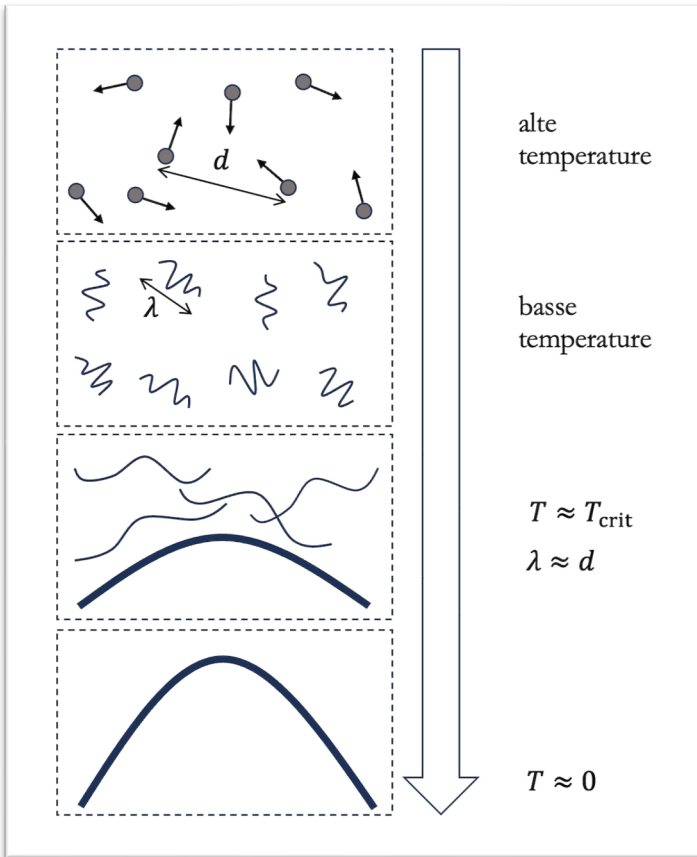 d
alte
temperature
λ
basse
temperature
T ≈ T_crit
λ ≈ d
T ≈ 0